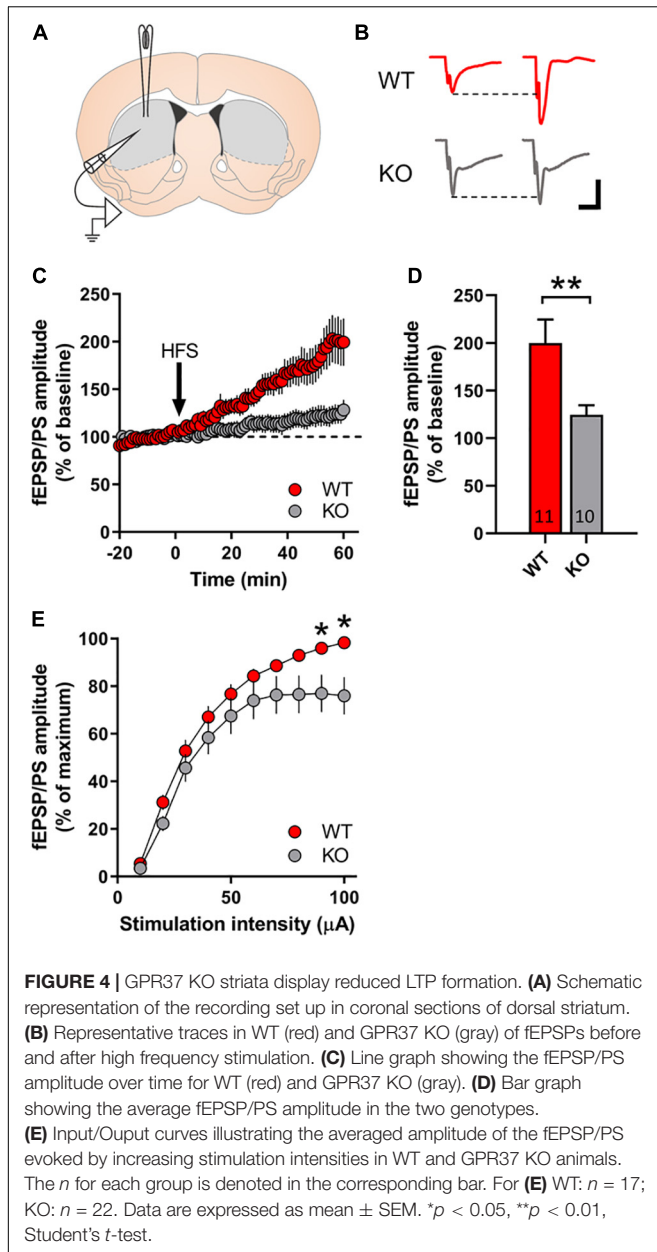 A
B
WT
KO
C
D
fEPSP/PS amplitude
(% of baseline)
250
200
150
100
50
0
-20
0
20
40
60
Time (min)
HFS
WT
KO
fEPSP/PS amplitude
(% of baseline)
250
200
150
100
50
0
**
11
10
WT
KO
E
fEPSP/PS amplitude
(% of maximum)
100
80
60
40
20
0
0
50
100
Stimulation intensity (µA)
* *
WT
KO
FIGURE 4 | GPR37 KO striata display reduced LTP formation. (A) Schematic
representation of the recording set up in coronal sections of dorsal striatum.
(B) Representative traces in WT (red) and GPR37 KO (gray) of fEPSPs before
and after high frequency stimulation. (C) Line graph showing the fEPSP/PS
amplitude over time for WT (red) and GPR37 KO (gray). (D) Bar graph
showing the average fEPSP/PS amplitude in the two genotypes.
(E) Input/Ouput curves illustrating the averaged amplitude of the fEPSP/PS
evoked by increasing stimulation intensities in WT and GPR37 KO animals.
The n for each group is denoted in the corresponding bar. For (E) WT: n = 17;
KO: n = 22. Data are expressed as mean ± SEM. *p < 0.05, **p < 0.01,
Student's t-test.